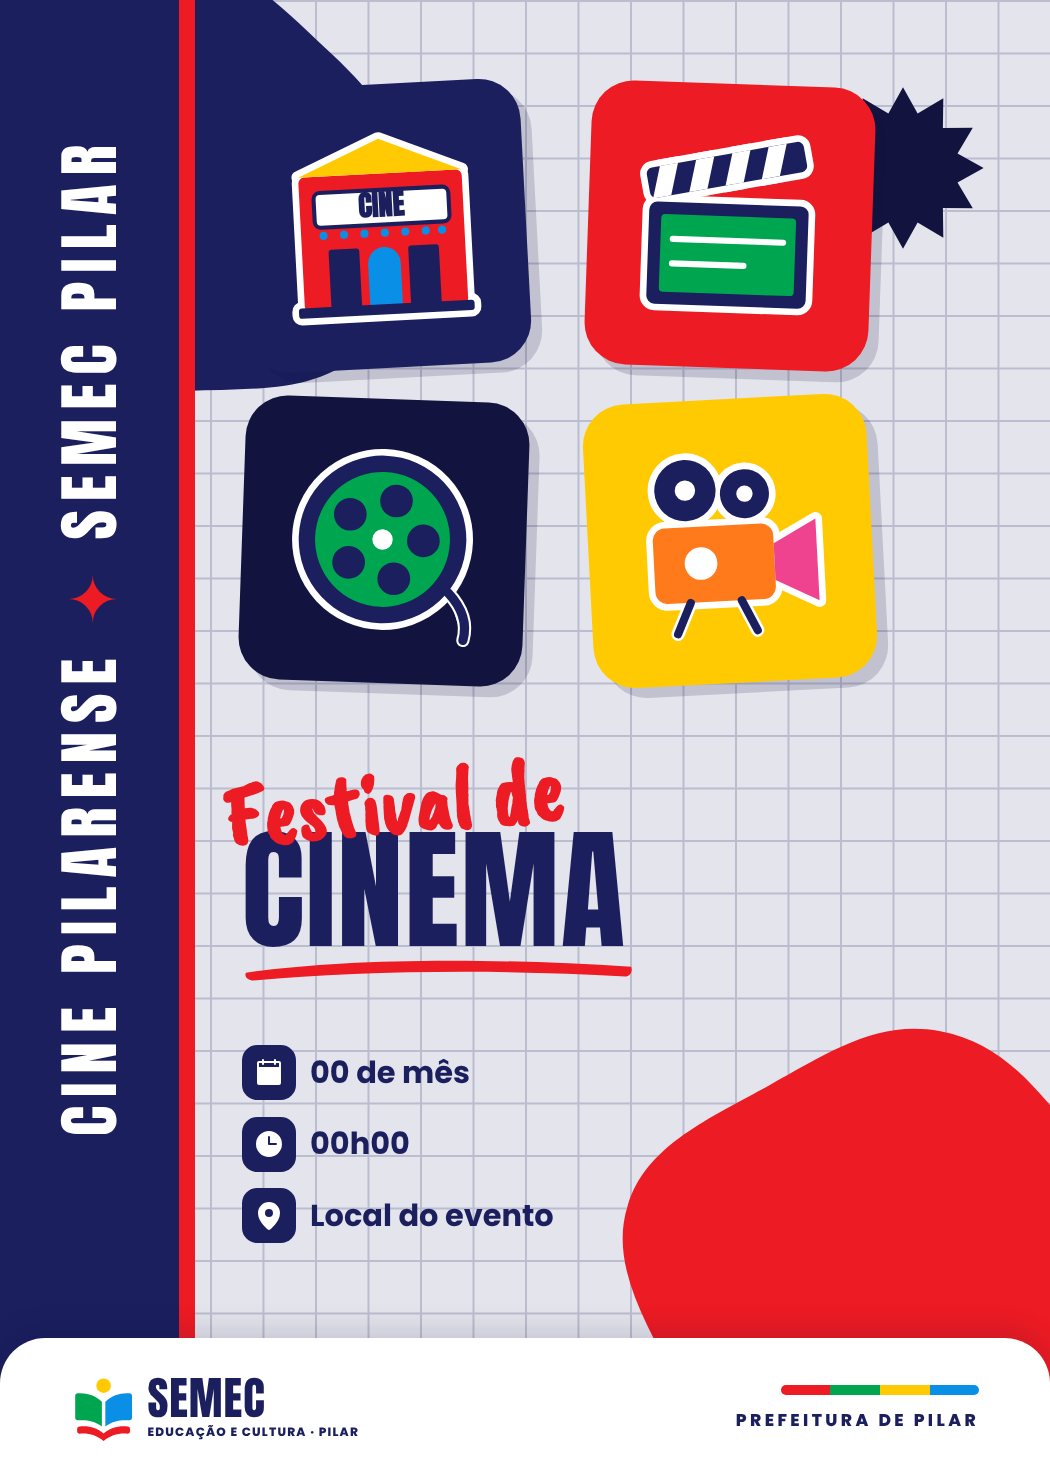 CINE PILARENSE ✦ SEMEC PILAR
CINE
Festival de
CINEMA
00 de mês
00h00
Local do evento
SEMEC
EDUCAÇÃO E CULTURA · PILAR
PREFEITURA DE PILAR